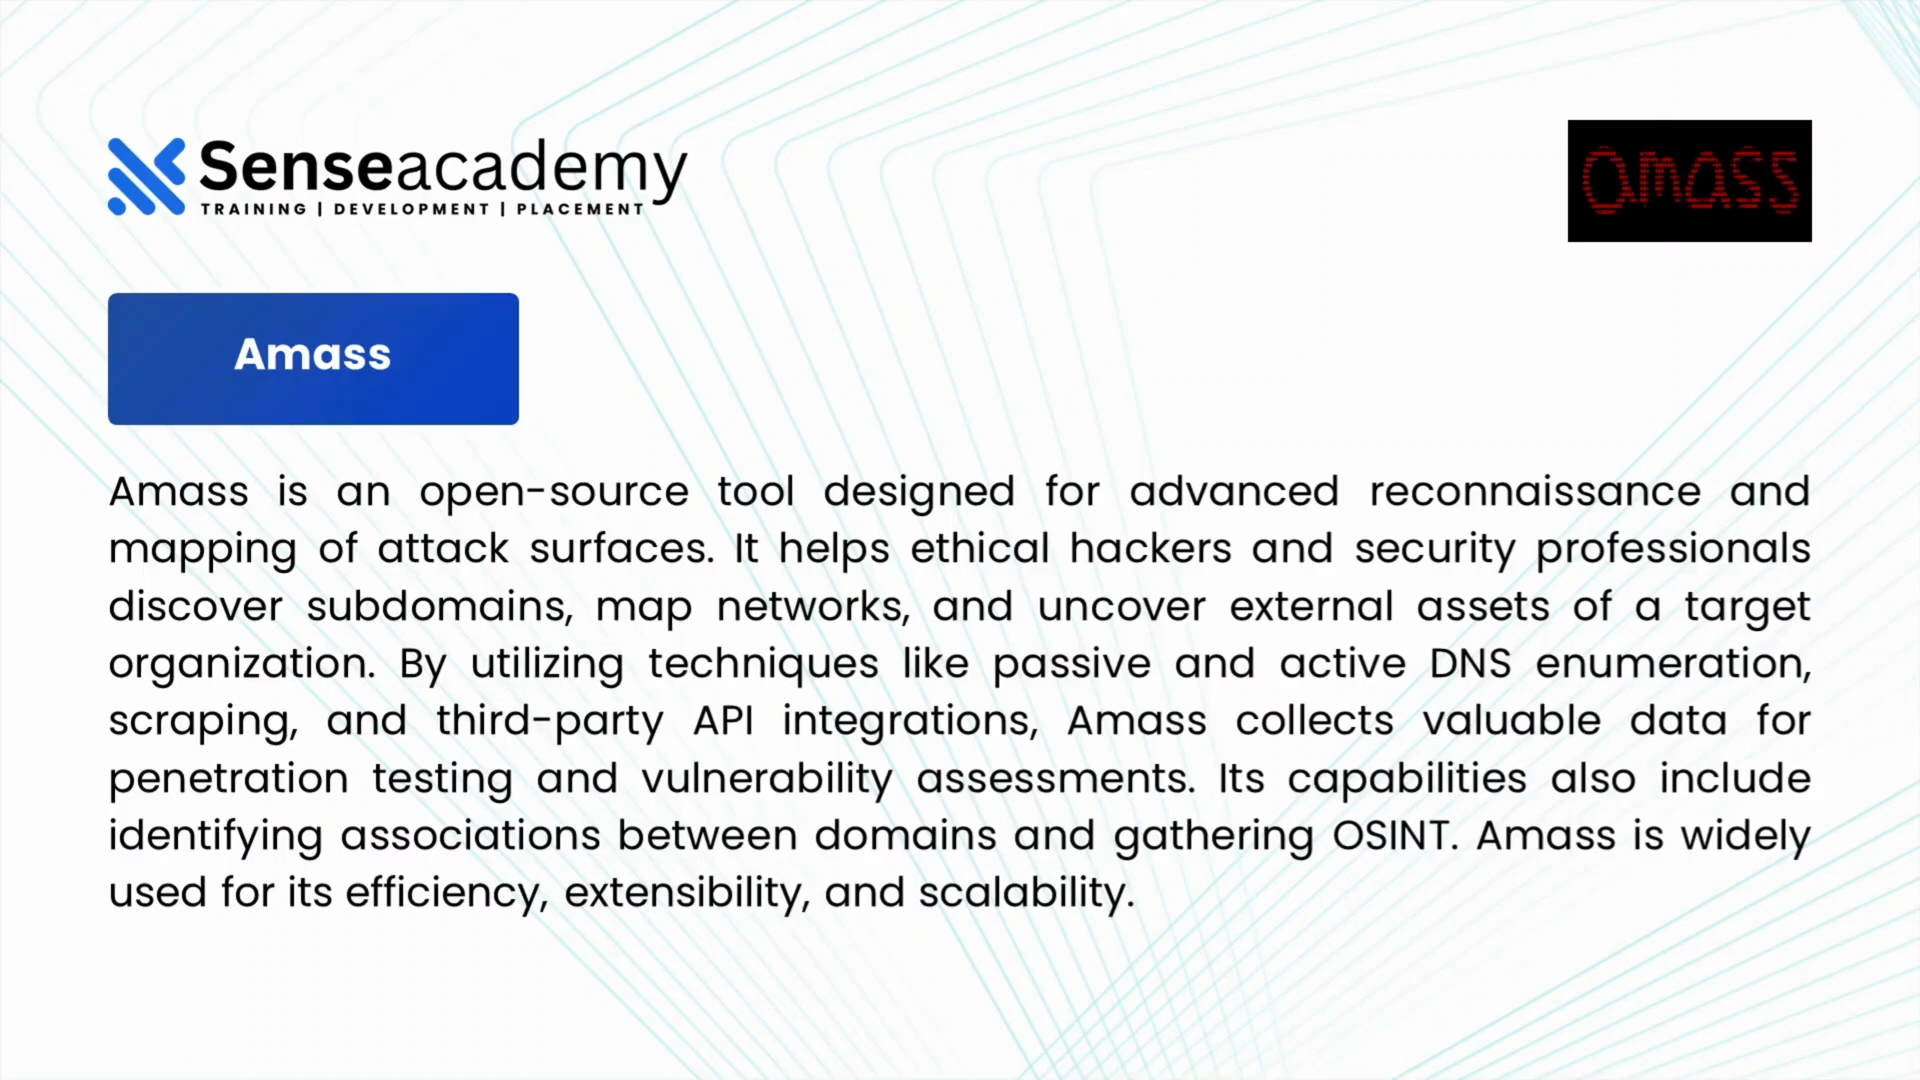 Senseacademy
TRAINING | DEVELOPMENT | PLACEMENT
amass
Amass
Amass is an open-source tool designed for advanced reconnaissance and
mapping of attack surfaces. It helps ethical hackers and security professionals
discover subdomains, map networks, and uncover external assets of a target
organization. By utilizing techniques like passive and active DNS enumeration,
scraping, and third-party API integrations, Amass collects valuable data for
penetration testing and vulnerability assessments. Its capabilities also include
identifying associations between domains and gathering OSINT. Amass is widely
used for its efficiency, extensibility, and scalability.